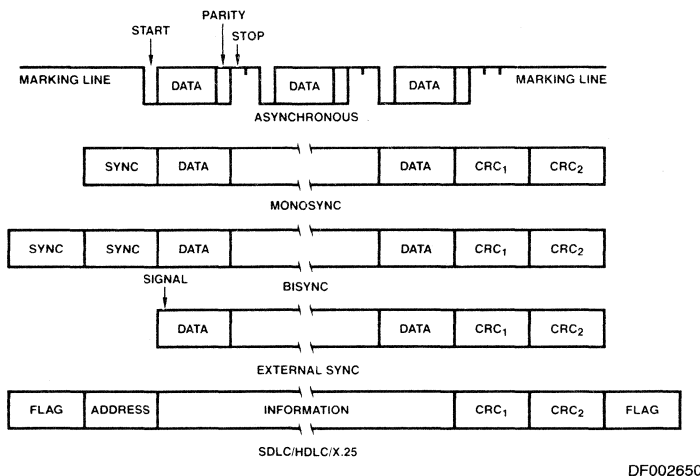 PARITY
START
STOP
MARKING LINE DATA DATA DATA MARKING LINE
ASYNCHRONOUS
SYNC DATA DATA CRC1 CRC2
MONOSYNC
SYNC SYNC DATA DATA CRC1 CRC2
SIGNAL
BISYNC
DATA DATA CRC1 CRC2
EXTERNAL SYNC
FLAG ADDRESS INFORMATION CRC1 CRC2 FLAG
SDLC/HDLC/X.25
DF002650